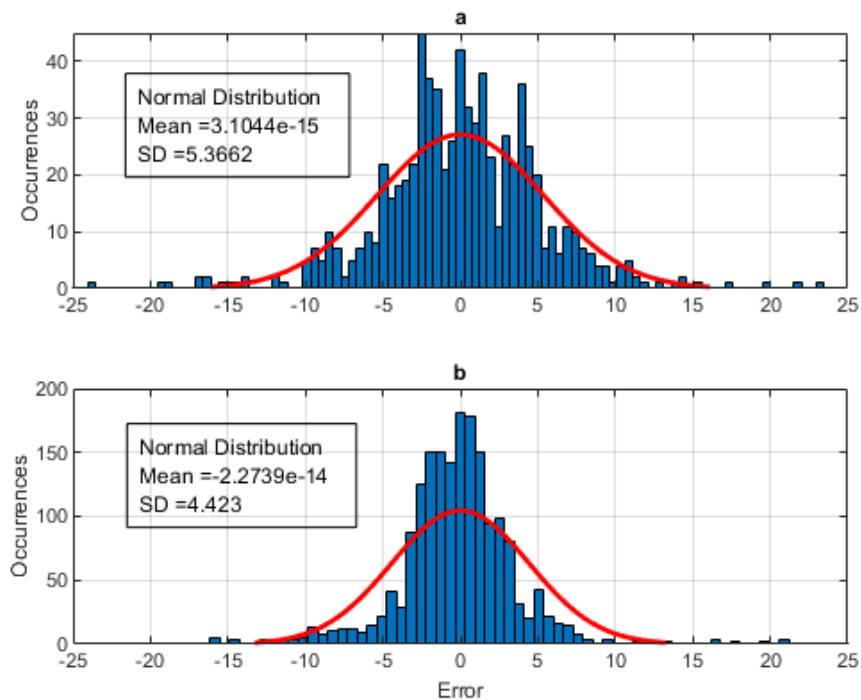 a
40
30
20
10
0
Occurrences
Normal Distribution
Mean =3.1044e-15
SD =5.3662
-25 -20 -15 -10 -5 0 5 10 15 20 25
b
200
150
100
50
0
Occurrences
Normal Distribution
Mean =-2.2739e-14
SD =4.423
-25 -20 -15 -10 -5 0 5 10 15 20 25
Error